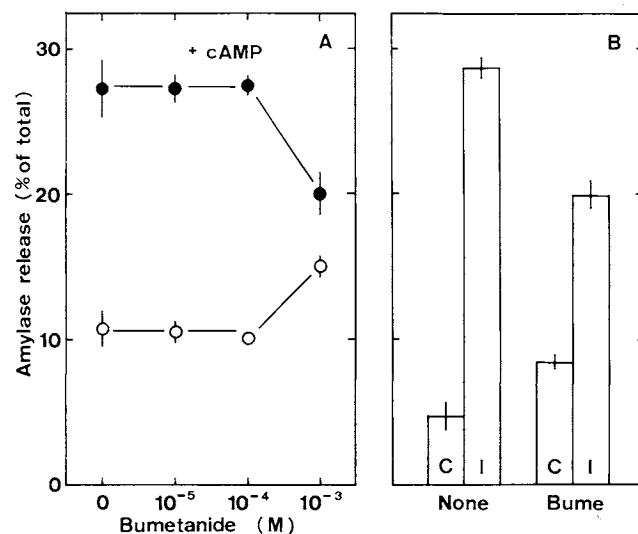 Amylase release (% of total)
30
20
10
0
+ cAMP
A
0 10⁻⁵ 10⁻⁴ 10⁻³
Bumetanide (M)
B
C I C I
None Bume